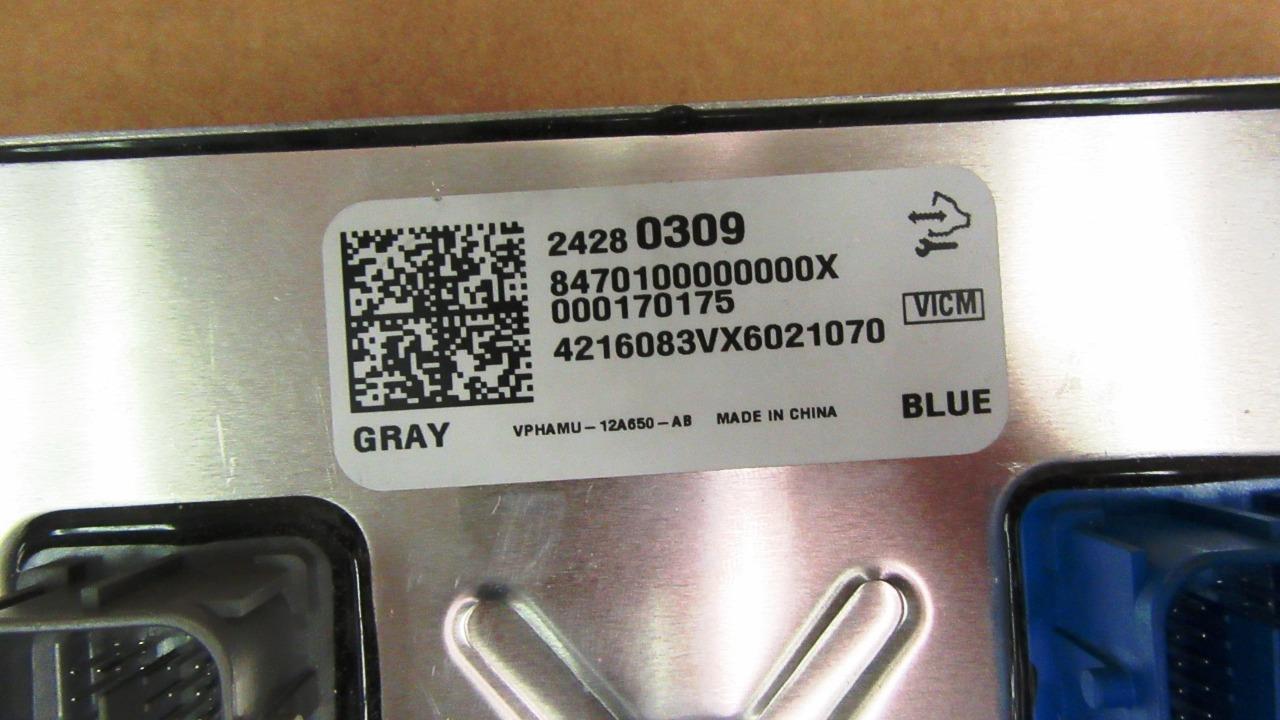 2428 0309
8470100000000X
000170175
4216083VX6021070
VICM
GRAY VPHAMU-12A650-AB MADE IN CHINA BLUE